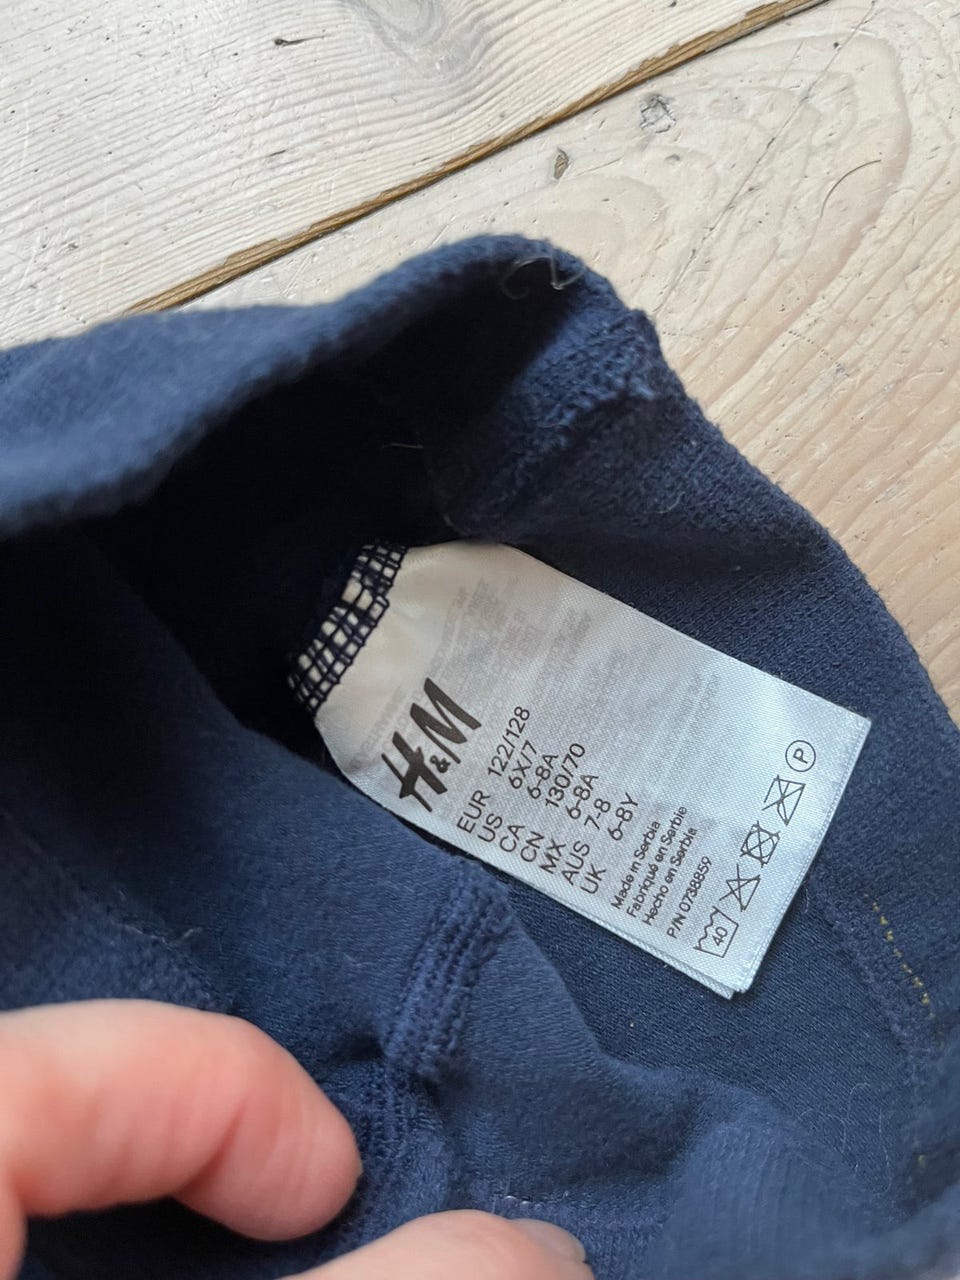 H&M
EUR 122/128
US 6X/7
CA 6-8A
CN 130/70
MX 6-8A
AUS 7-8
UK 6-8Y
Made in Serbia
Fabriqué en Serbie
Hecho en Serbia
P/N 0738859
40
P